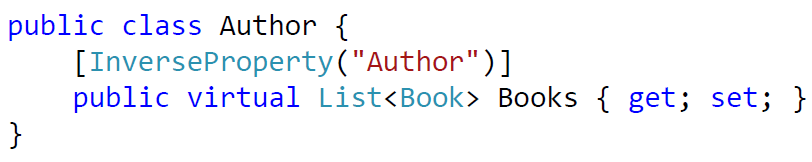 public class Author {
    [InverseProperty("Author")]
    public virtual List<Book> Books { get; set; }
}